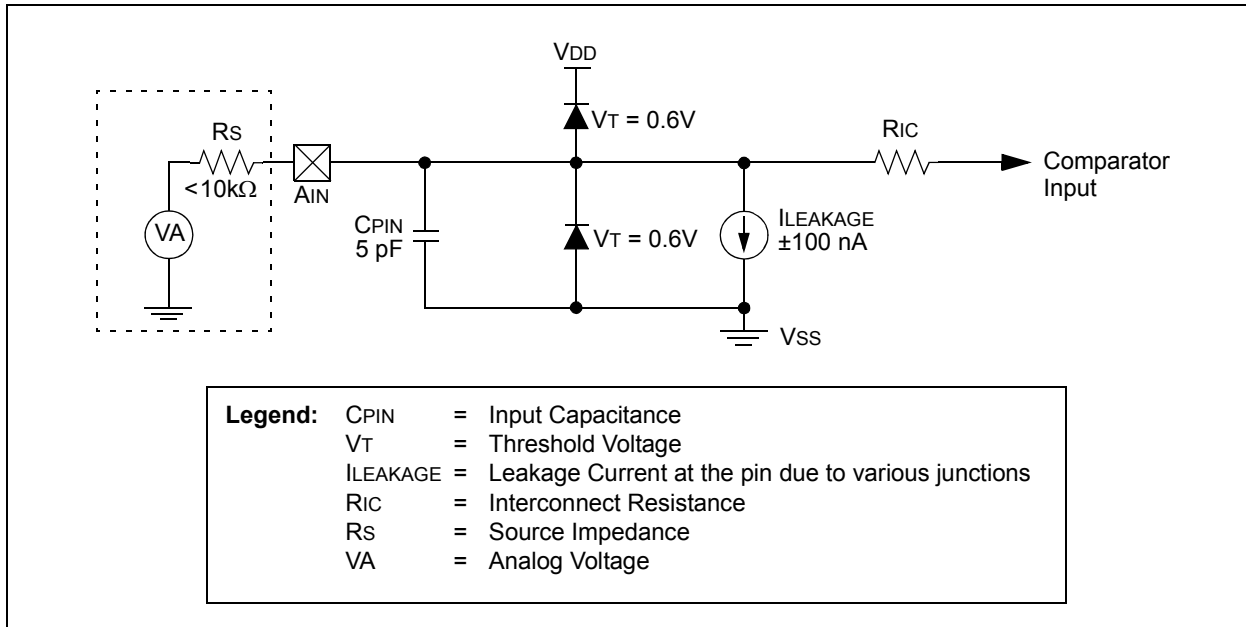 VDD
VT = 0.6V
RS
<10kΩ
AIN
RIC
Comparator
Input
VA
CPIN
5 pF
VT = 0.6V
ILEAKAGE
±100 nA
VSS
Legend: CPIN = Input Capacitance
VT = Threshold Voltage
ILEAKAGE = Leakage Current at the pin due to various junctions
RIC = Interconnect Resistance
RS = Source Impedance
VA = Analog Voltage